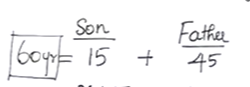 Son Father
60yr = 15 + 45